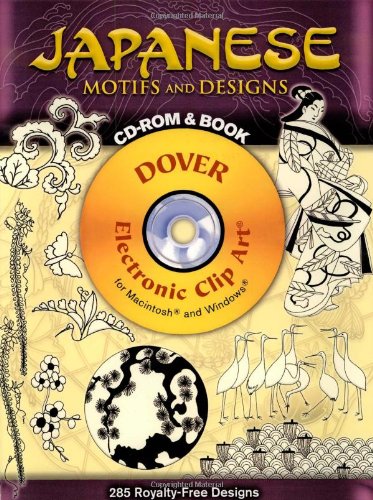 JAPANESE
MOTIFS AND DESIGNS
CD-ROM & BOOK
DOVER
Electronic Clip Art®
for Macintosh® and Windows®
285 Royalty-Free Designs